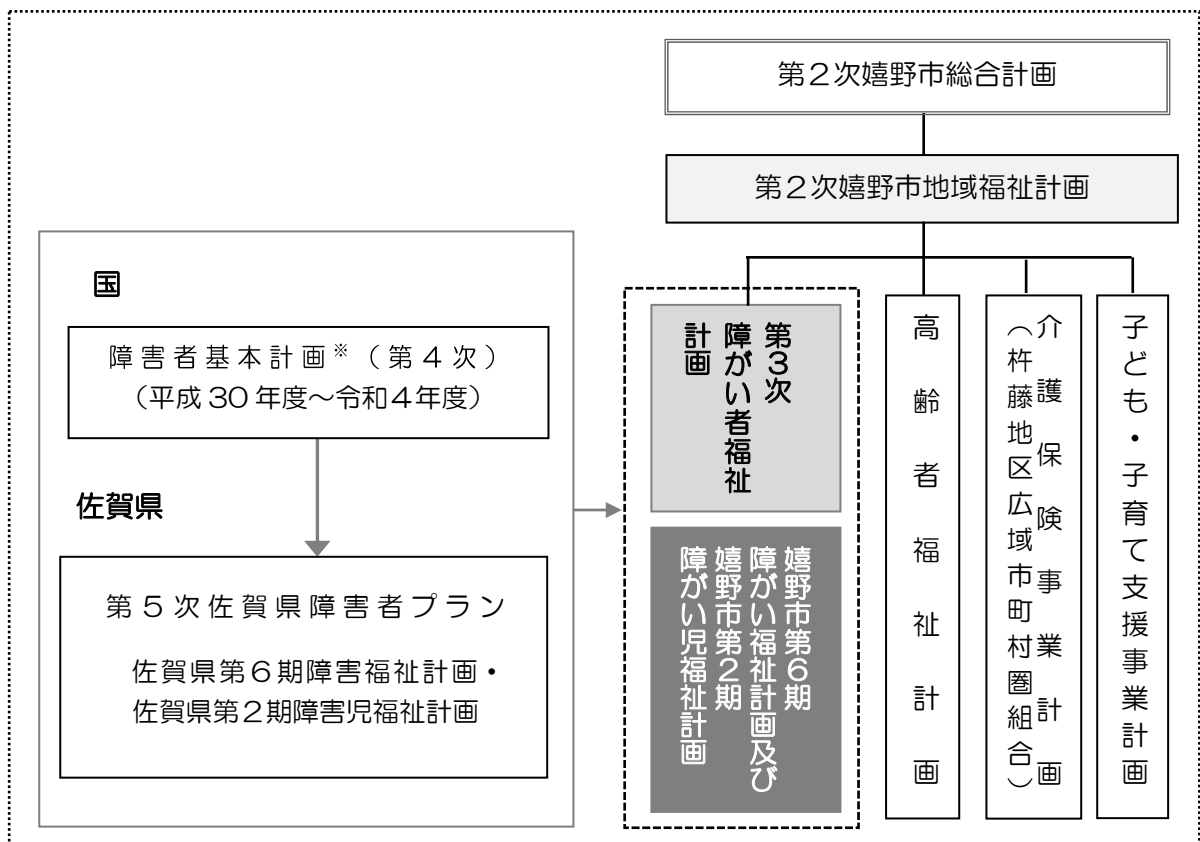 第２次嬉野市総合計画
第２次嬉野市地域福祉計画
国
障害者基本計画※（第４次）
（平成30年度～令和４年度）
佐賀県
第５次佐賀県障害者プラン
佐賀県第６期障害福祉計画・
佐賀県第２期障害児福祉計画
第３次
障がい者福祉
計画
嬉野市第６期
障がい福祉計画及び
嬉野市第２期
障がい児福祉計画
高齢者福祉計画
介護保険事業計画
（杵藤地区広域市町村圏組合）
子ども・子育て支援事業計画